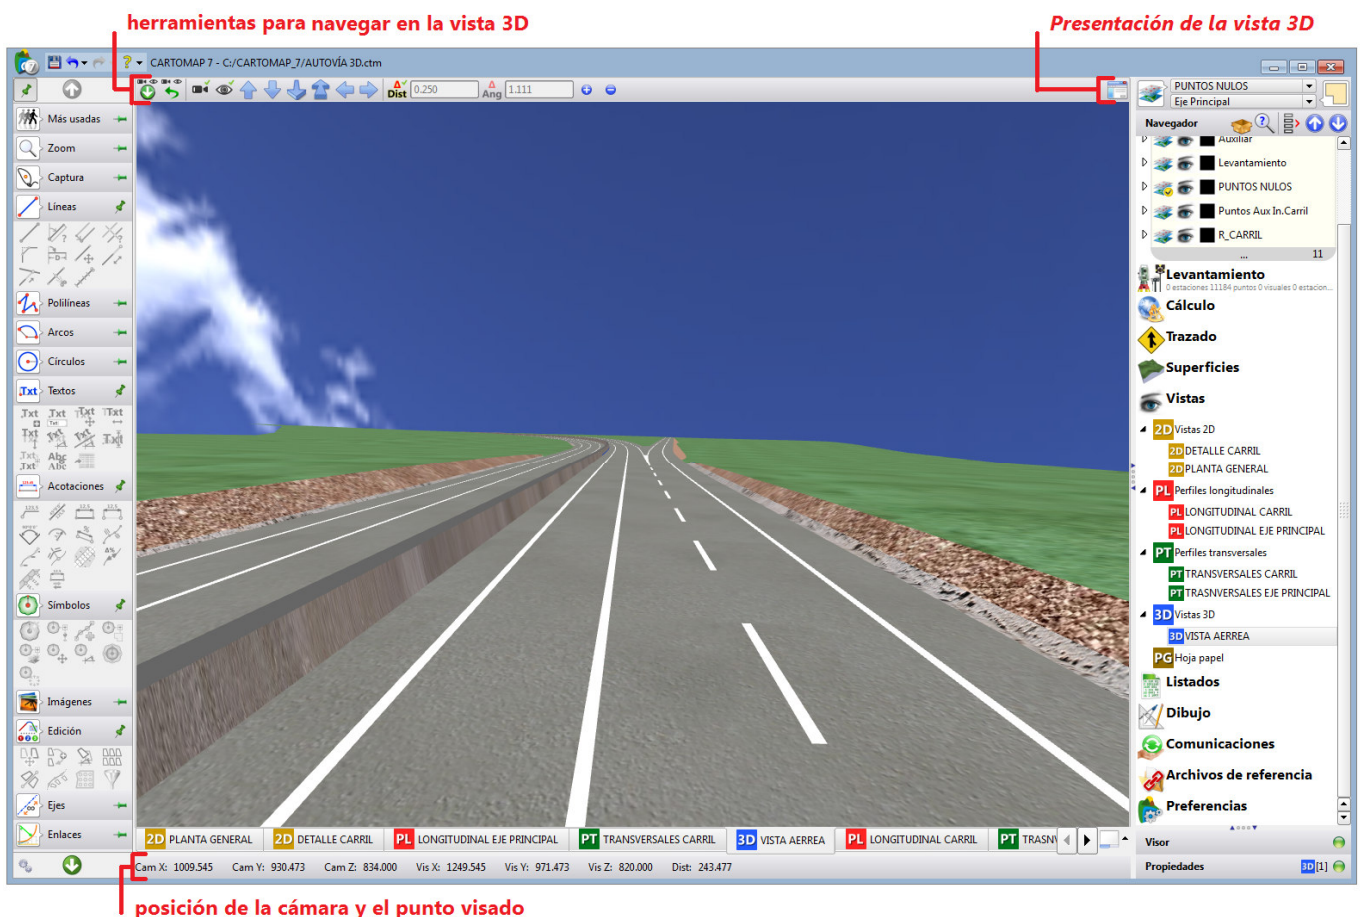 herramientas para navegar en la vista 3D
Presentación de la vista 3D
CARTOMAP 7 - C:/CARTOMAP_7/AUTOVÍA 3D.ctm
Dist 0.250 Ang 1.111
PUNTOS NULOS
Eje Principal
Más usadas
Zoom
Captura
Líneas
Polilíneas
Arcos
Círculos
Textos
Acotaciones
Símbolos
Imágenes
Edición
Ejes
Enlaces
Navegador
Auxiliar
Levantamiento
PUNTOS NULOS
Puntos Aux In.Carril
R_CARRIL
... 11
Levantamiento
0 estaciones 11184 puntos 0 visuales 0 estacion...
Cálculo
Trazado
Superficies
Vistas
2D Vistas 2D
2D DETALLE CARRIL
2D PLANTA GENERAL
PL Perfiles longitudinales
PL LONGITUDINAL CARRIL
PL LONGITUDINAL EJE PRINCIPAL
PT Perfiles transversales
PT TRANSVERSALES CARRIL
PT TRASNVERSALES EJE PRINCIPAL
3D Vistas 3D
3D VISTA AERREA
PG Hoja papel
Listados
Dibujo
Comunicaciones
Archivos de referencia
Preferencias
Visor
Propiedades 3D [1]
2D PLANTA GENERAL 2D DETALLE CARRIL PL LONGITUDINAL EJE PRINCIPAL PT TRANSVERSALES CARRIL 3D VISTA AERREA PL LONGITUDINAL CARRIL PT TRASNV
Cam X: 1009.545 Cam Y: 930.473 Cam Z: 834.000 Vis X: 1249.545 Vis Y: 971.473 Vis Z: 820.000 Dist: 243.477
posición de la cámara y el punto visado